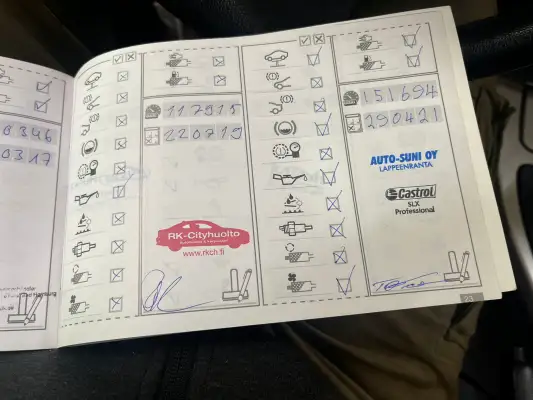 8346
0317
117915
220719
RK-Cityhuolto
www.rkch.fi
151694
290421
AUTO-SUNI OY
LAPPEENRANTA
Castrol
SLX
Professional
23